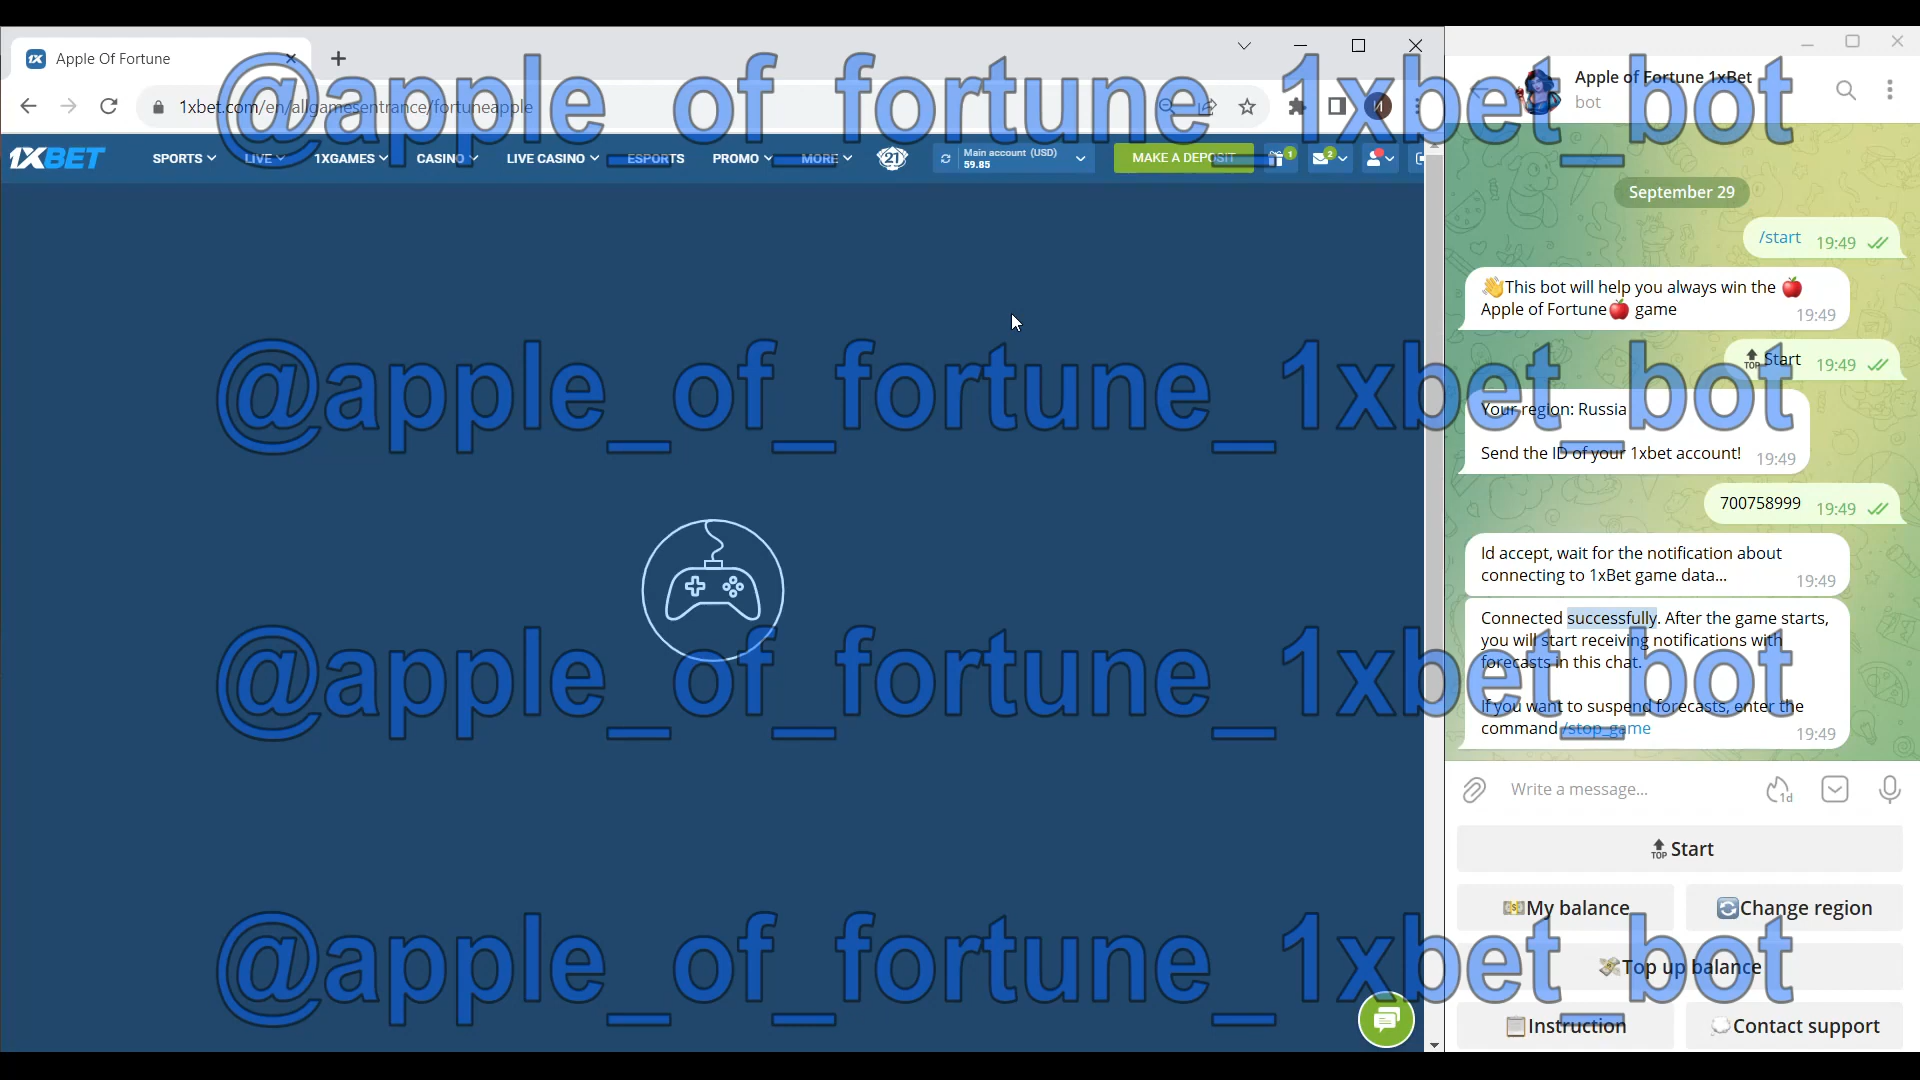 Apple Of Fortune
1xbet.com/en/allgamesentrance/fortuneapple
1XBET
SPORTS
LIVE
1XGAMES
CASINO
LIVE CASINO
ESPORTS
PROMO
MORE
21
Main account (USD)
59.85
MAKE A DEPOSIT
1
2
И
@apple_of_fortune_1xbet_bot
@apple_of_fortune_1xbet_bot
@apple_of_fortune_1xbet_bot
@apple_of_fortune_1xbet_bot
Apple of Fortune 1xBet
bot
September 29
/start 19:49
👋This bot will help you always win the 🍎
Apple of Fortune🍎 game 19:49
🔝Start 19:49
Your region: Russia
Send the ID of your 1xbet account! 19:49
700758999 19:49
Id accept, wait for the notification about
connecting to 1xBet game data... 19:49
Connected successfully. After the game starts,
you will start receiving notifications with
forecasts in this chat.
If you want to suspend forecasts, enter the
command /stop_game 19:49
Write a message...
1d
🔝Start
💵My balance
🔄Change region
💸Top up balance
📋Instruction
💭Contact support